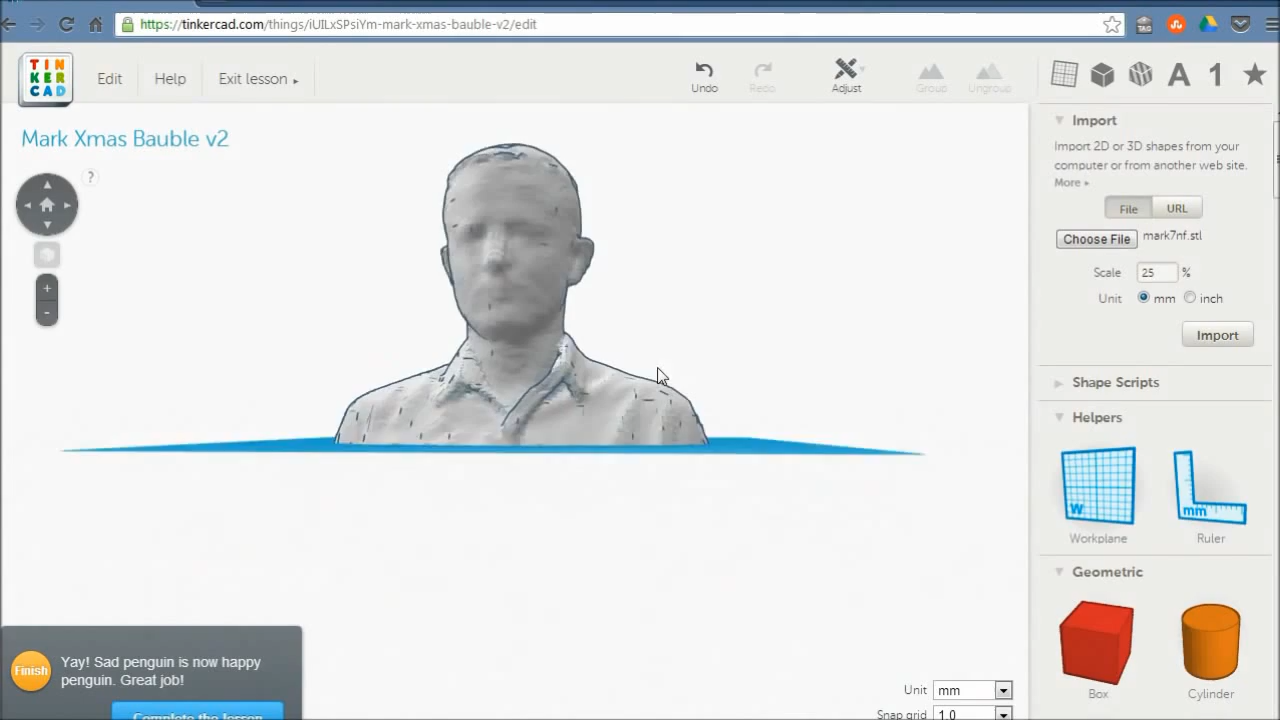 https://tinkercad.com/things/iUILxSPsiYm-mark-xmas-bauble-v2/edit
TIN
KER
CAD
Edit
Help
Exit lesson
Undo
Redo
Adjust
Group
Ungroup
A
1
Mark Xmas Bauble v2
?
+
-
Import
Import 2D or 3D shapes from your
computer or from another web site.
More
File
URL
Choose File
mark7nf.stl
Scale
25
%
Unit
mm
inch
Import
Shape Scripts
Helpers
W
mm
Workplane
Ruler
Geometric
Box
Cylinder
Finish
Yay! Sad penguin is now happy
penguin. Great job!
Complete the lesson
Unit
mm
Snap grid
1.0